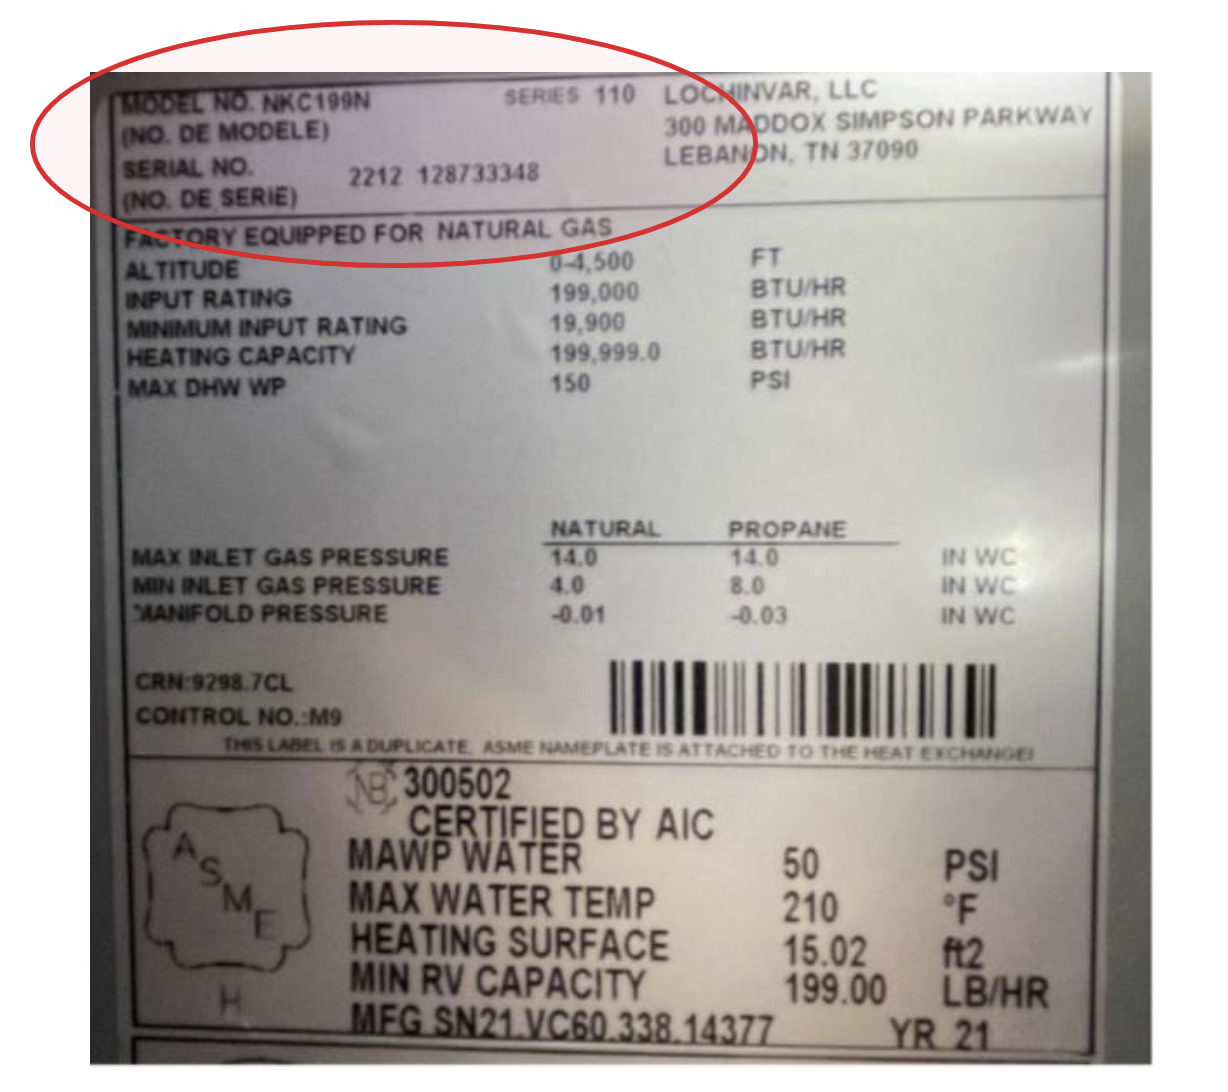 MODEL NO. NKC199N SERIES 110 LOCHINVAR, LLC
(NO. DE MODELE) 300 MADDOX SIMPSON PARKWAY
SERIAL NO. LEBANON, TN 37090
(NO. DE SERIE) 2212 128733348
FACTORY EQUIPPED FOR NATURAL GAS
ALTITUDE 0-4,500 FT
INPUT RATING 199,000 BTU/HR
MINIMUM INPUT RATING 19,900 BTU/HR
HEATING CAPACITY 199,999.0 BTU/HR
MAX DHW WP 150 PSI
NATURAL PROPANE
MAX INLET GAS PRESSURE 14.0 14.0 IN WC
MIN INLET GAS PRESSURE 4.0 8.0 IN WC
MANIFOLD PRESSURE -0.01 -0.03 IN WC
CRN:9298.7CL
CONTROL NO.:M9
THIS LABEL IS A DUPLICATE, ASME NAMEPLATE IS ATTACHED TO THE HEAT EXCHANGE
NB 300502
CERTIFIED BY AIC
MAWP WATER 50 PSI
MAX WATER TEMP 210 °F
HEATING SURFACE 15.02 ft2
MIN RV CAPACITY 199.00 LB/HR
MFG SN21.VC60.338.14377 YR 21
ASME
H